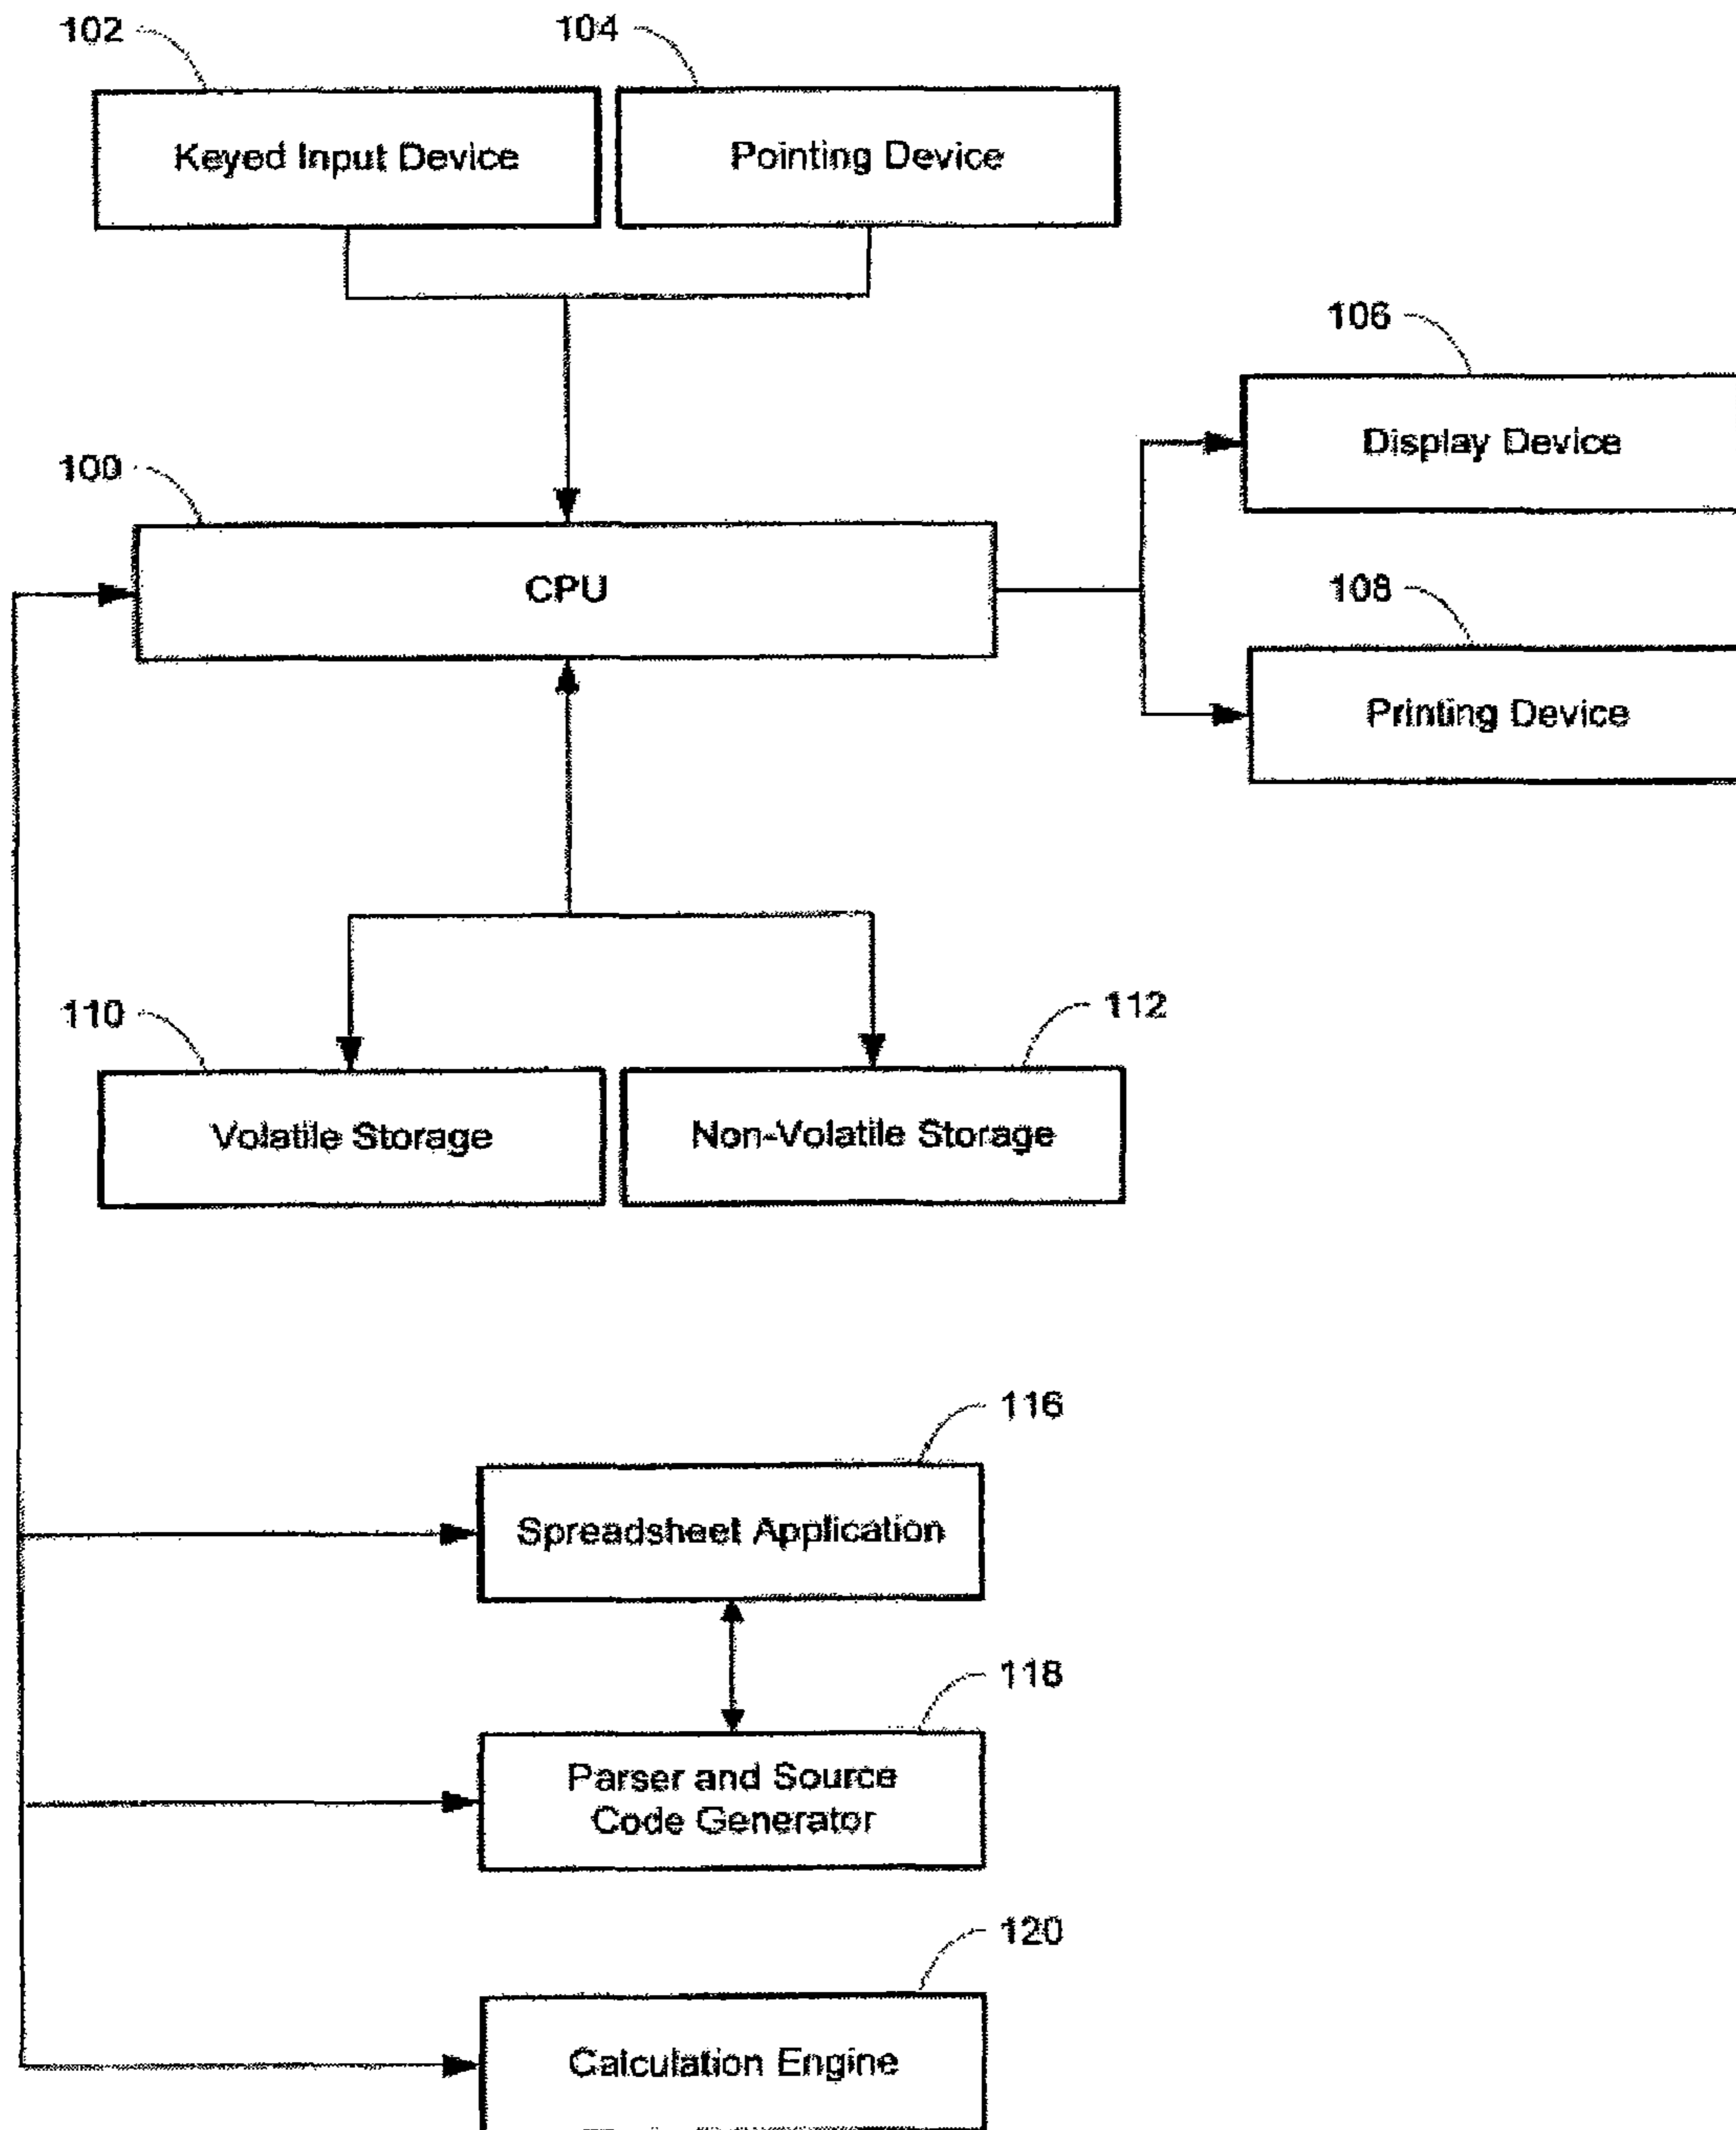 102
104
Keyed Input Device
Pointing Device
106
Display Device
100
CPU
108
Printing Device
110
112
Volatile Storage
Non-Volatile Storage
116
Spreadsheet Application
118
Parser and Source
Code Generator
120
Calculation Engine